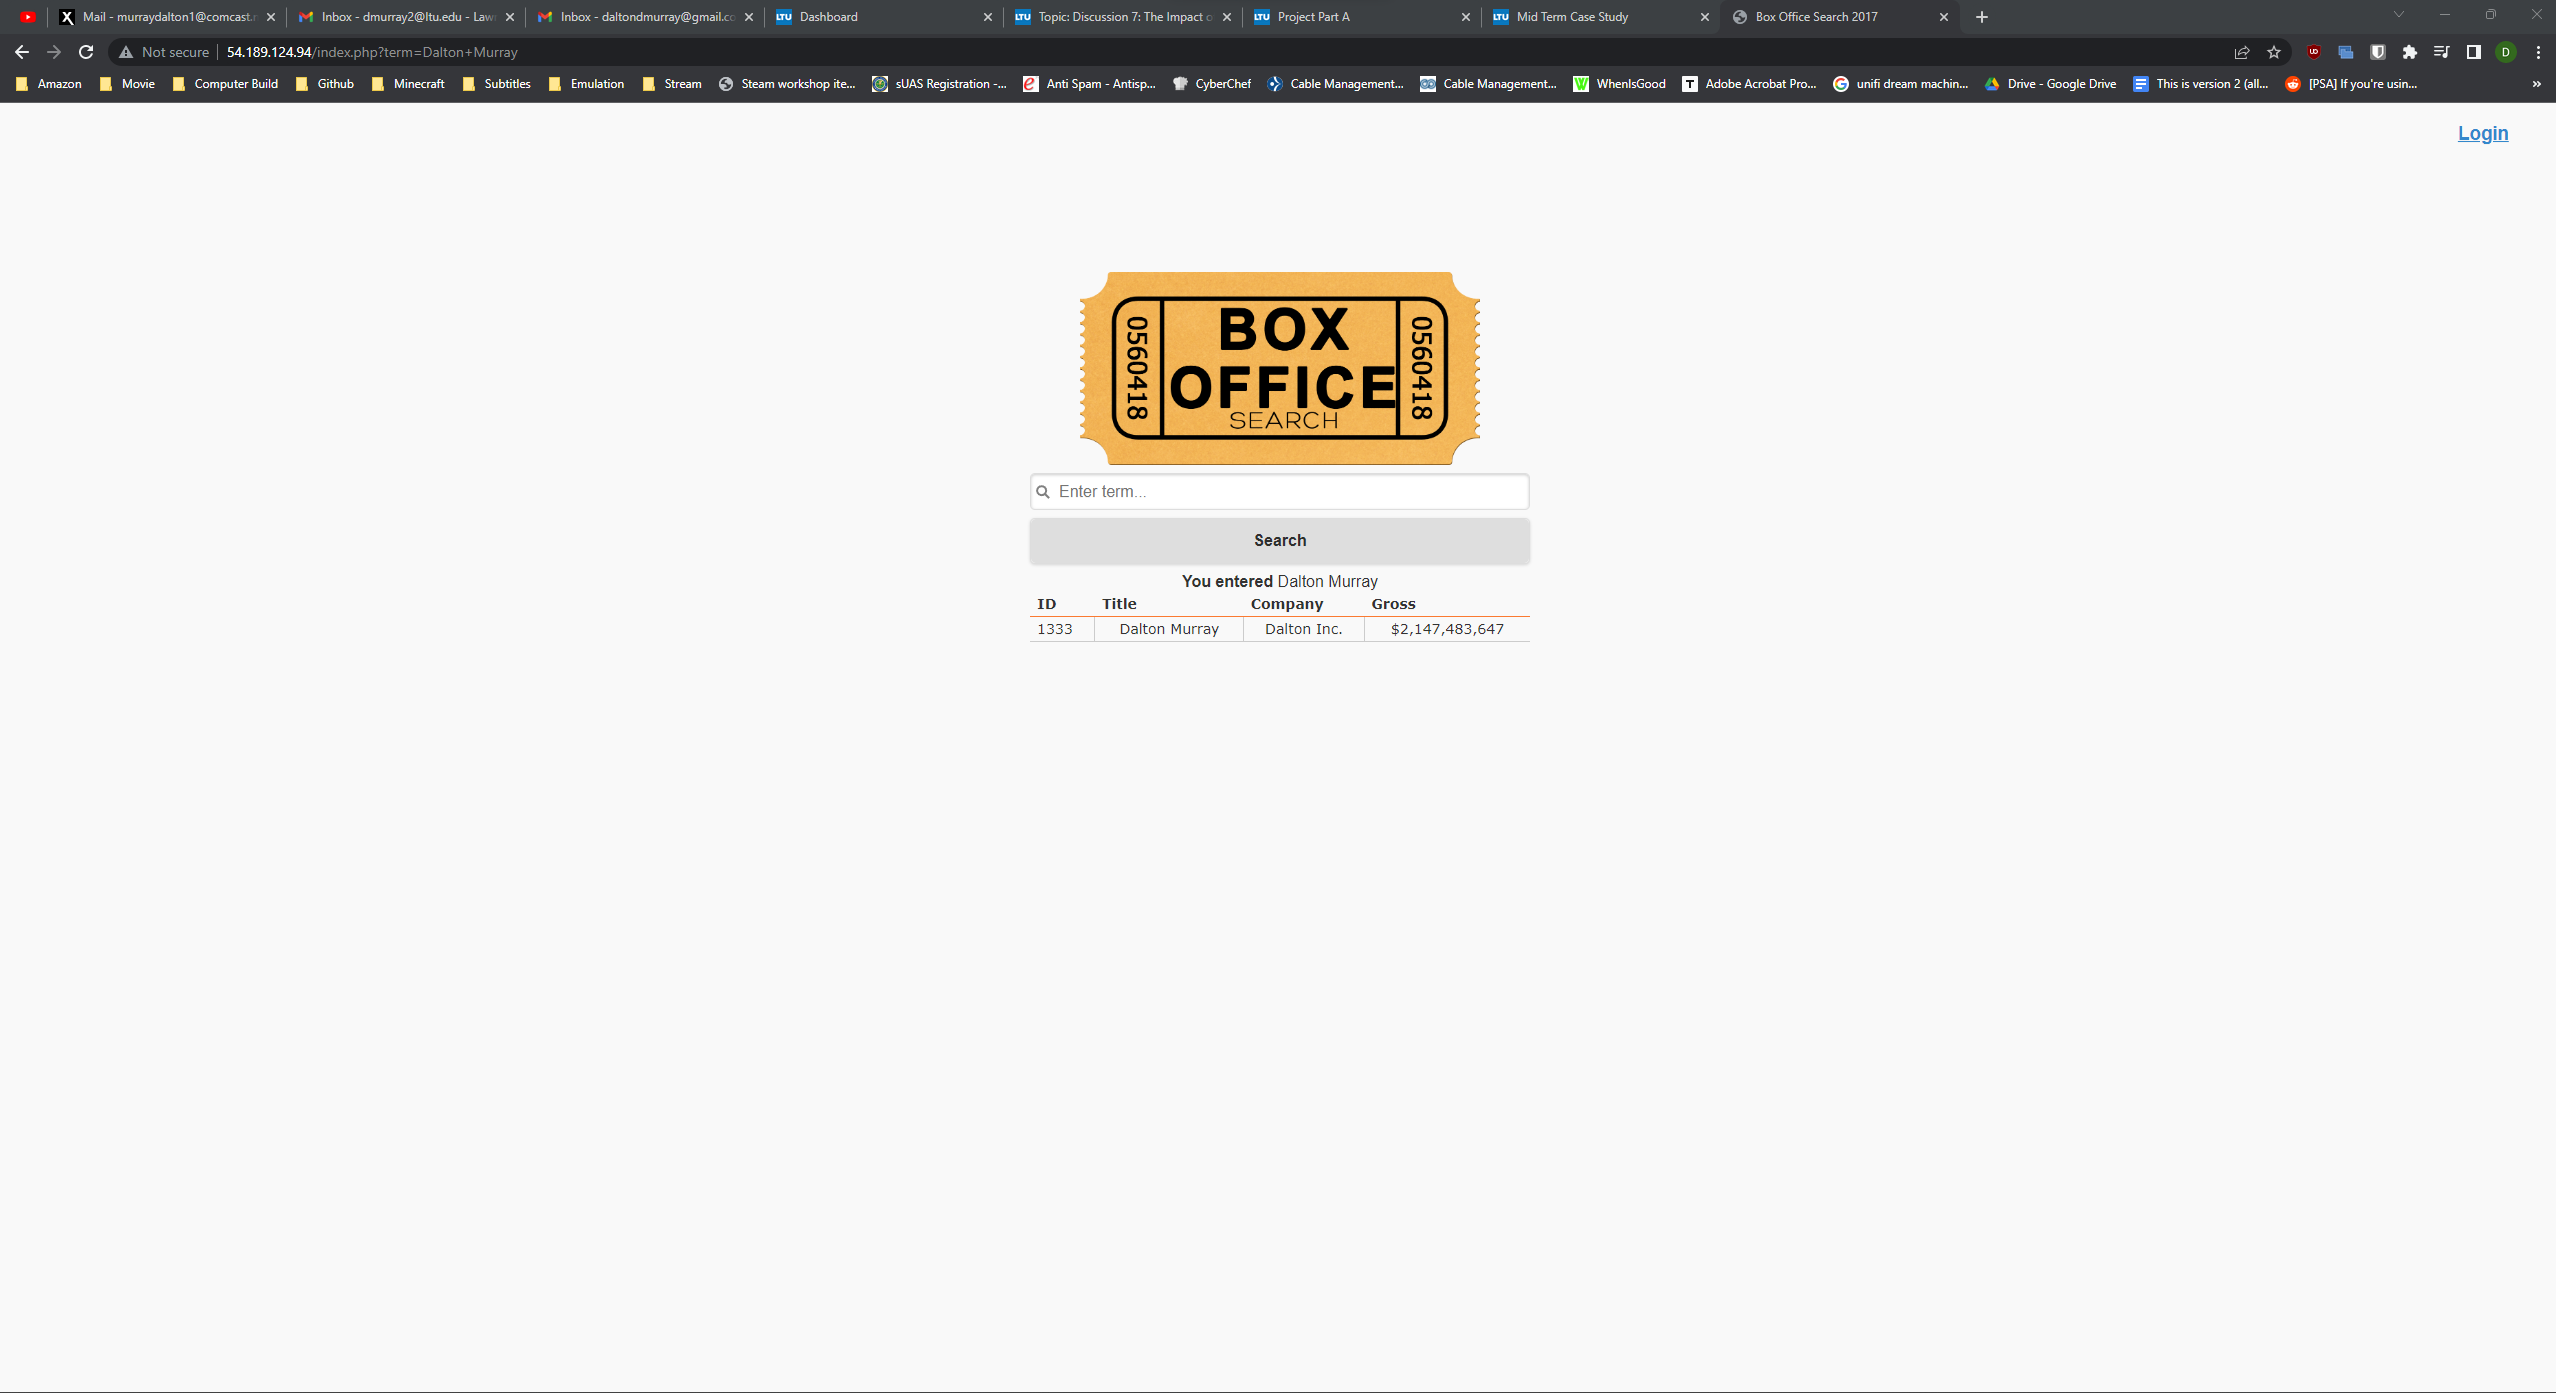 Mail - murraydalton1@comcast.n
Inbox - dmurray2@ltu.edu - Law
Inbox - daltondmurray@gmail.co
LTU Dashboard
LTU Topic: Discussion 7: The Impact o
LTU Project Part A
LTU Mid Term Case Study
Box Office Search 2017
Not secure 54.189.124.94/index.php?term=Dalton+Murray
D
Amazon Movie Computer Build Github Minecraft Subtitles Emulation Stream Steam workshop ite... sUAS Registration -... Anti Spam - Antisp... CyberChef Cable Management... Cable Management... WhenIsGood Adobe Acrobat Pro... unifi dream machin... Drive - Google Drive This is version 2 (all... [PSA] If you're usin... »
Login
0560418
BOX
OFFICE
SEARCH
0560418
Enter term...
Search
You entered Dalton Murray
ID Title Company Gross
1333 Dalton Murray Dalton Inc. $2,147,483,647